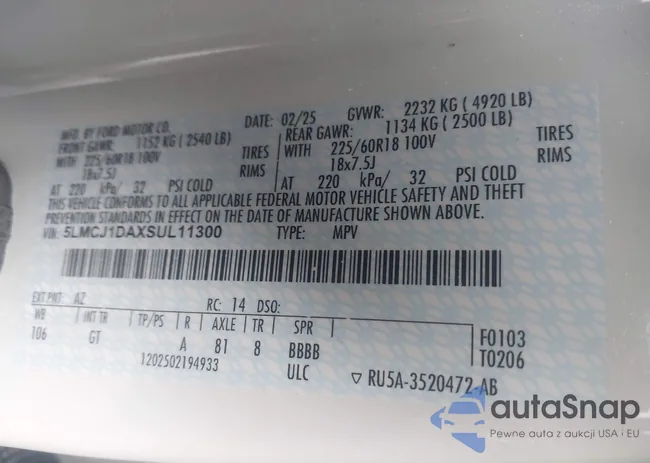 MFG. BY FORD MOTOR CO.
DATE: 02/25 GVWR: 2232 KG ( 4920 LB)
FRONT GAWR: 1152 KG ( 2540 LB) REAR GAWR: 1134 KG ( 2500 LB)
WITH 225/60R18 100V TIRES WITH 225/60R18 100V TIRES
18x7.5J RIMS 18x7.5J RIMS
AT 220 kPa/ 32 PSI COLD AT 220 kPa/ 32 PSI COLD
THIS VEHICLE CONFORMS TO ALL APPLICABLE FEDERAL MOTOR VEHICLE SAFETY AND THEFT
PREVENTION STANDARDS IN EFFECT ON THE DATE OF MANUFACTURE SHOWN ABOVE.
VIN: 5LMCJ1DAXSUL11300 TYPE: MPV
EXT PNT: AZ RC: 14 DSO:
WB INT TR TP/PS R AXLE TR SPR F0103
106 GT A 81 8 BBBB T0206
1202502194933 ULC ▽ RU5A-3520472-AB
autaSnap
Pewne auta z aukcji USA i EU